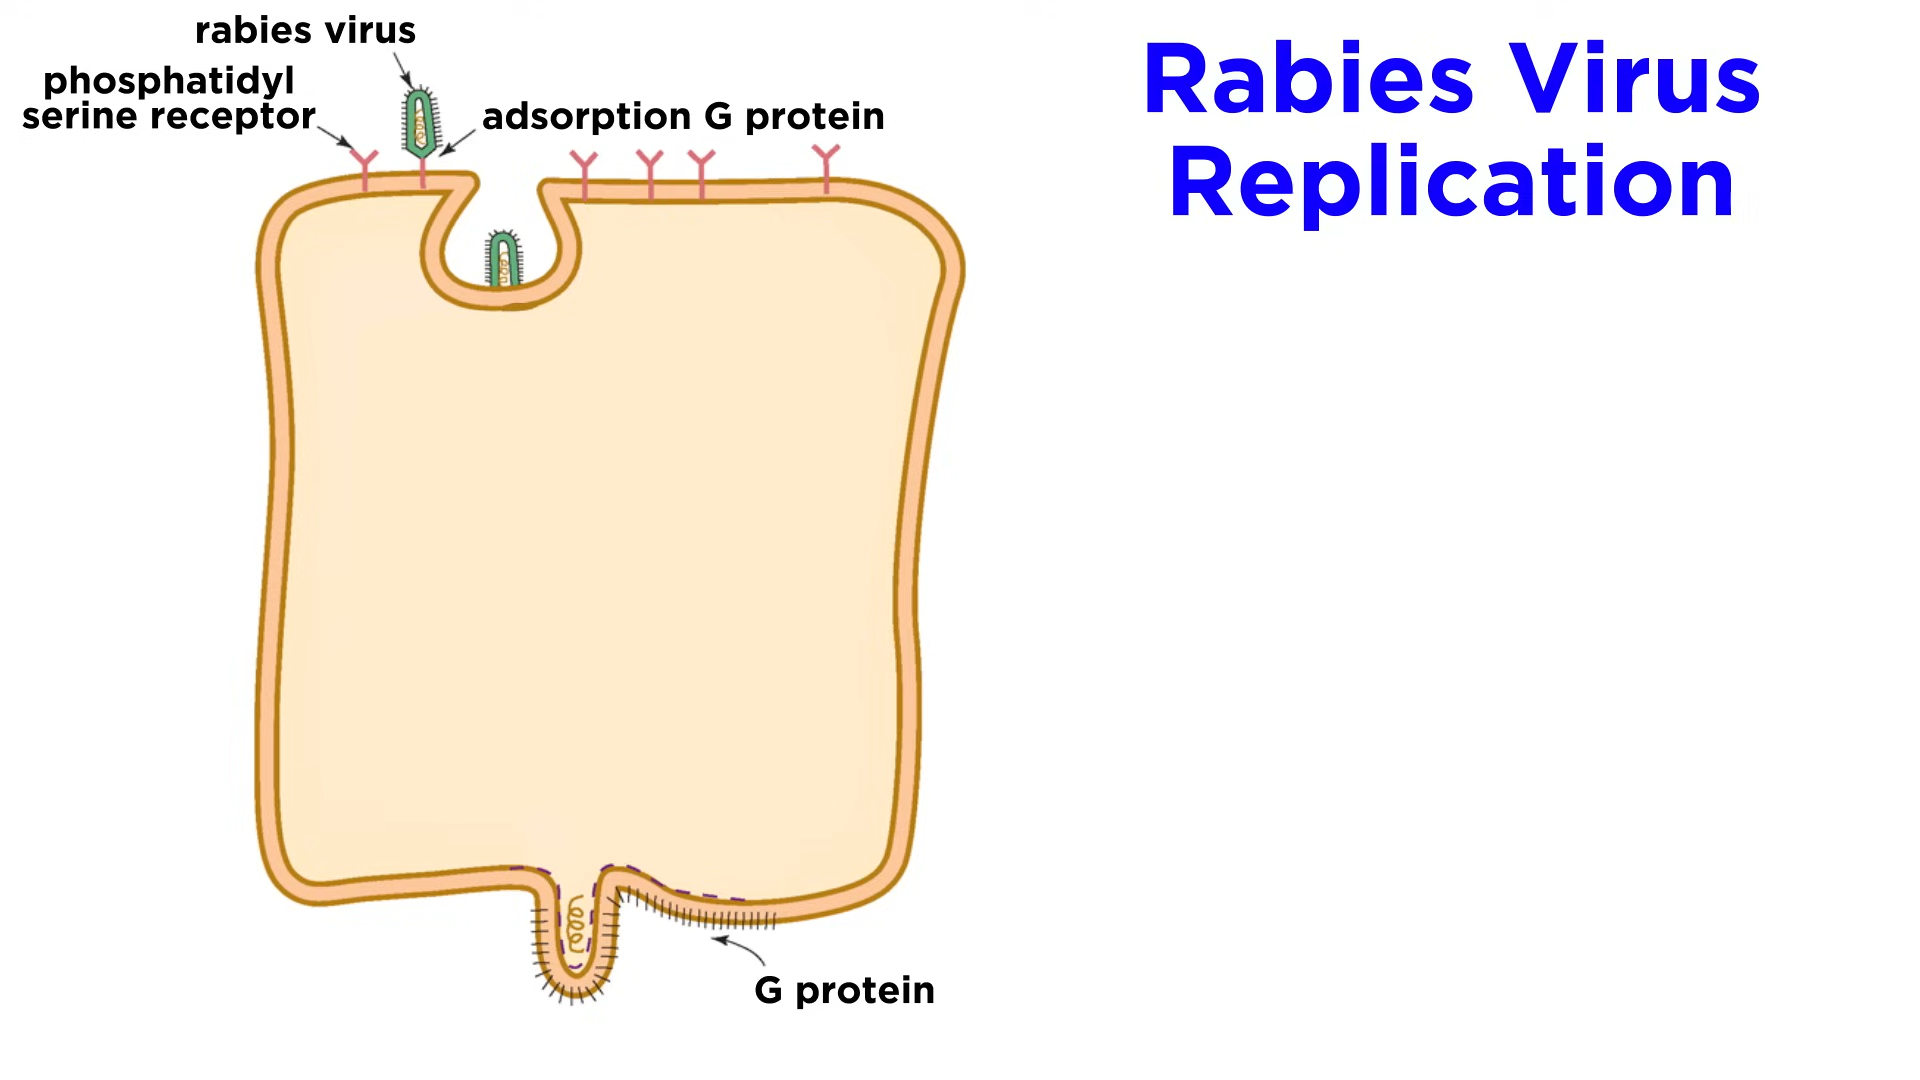 rabies virus
phosphatidyl
serine receptor
adsorption G protein
Rabies Virus
Replication
G protein